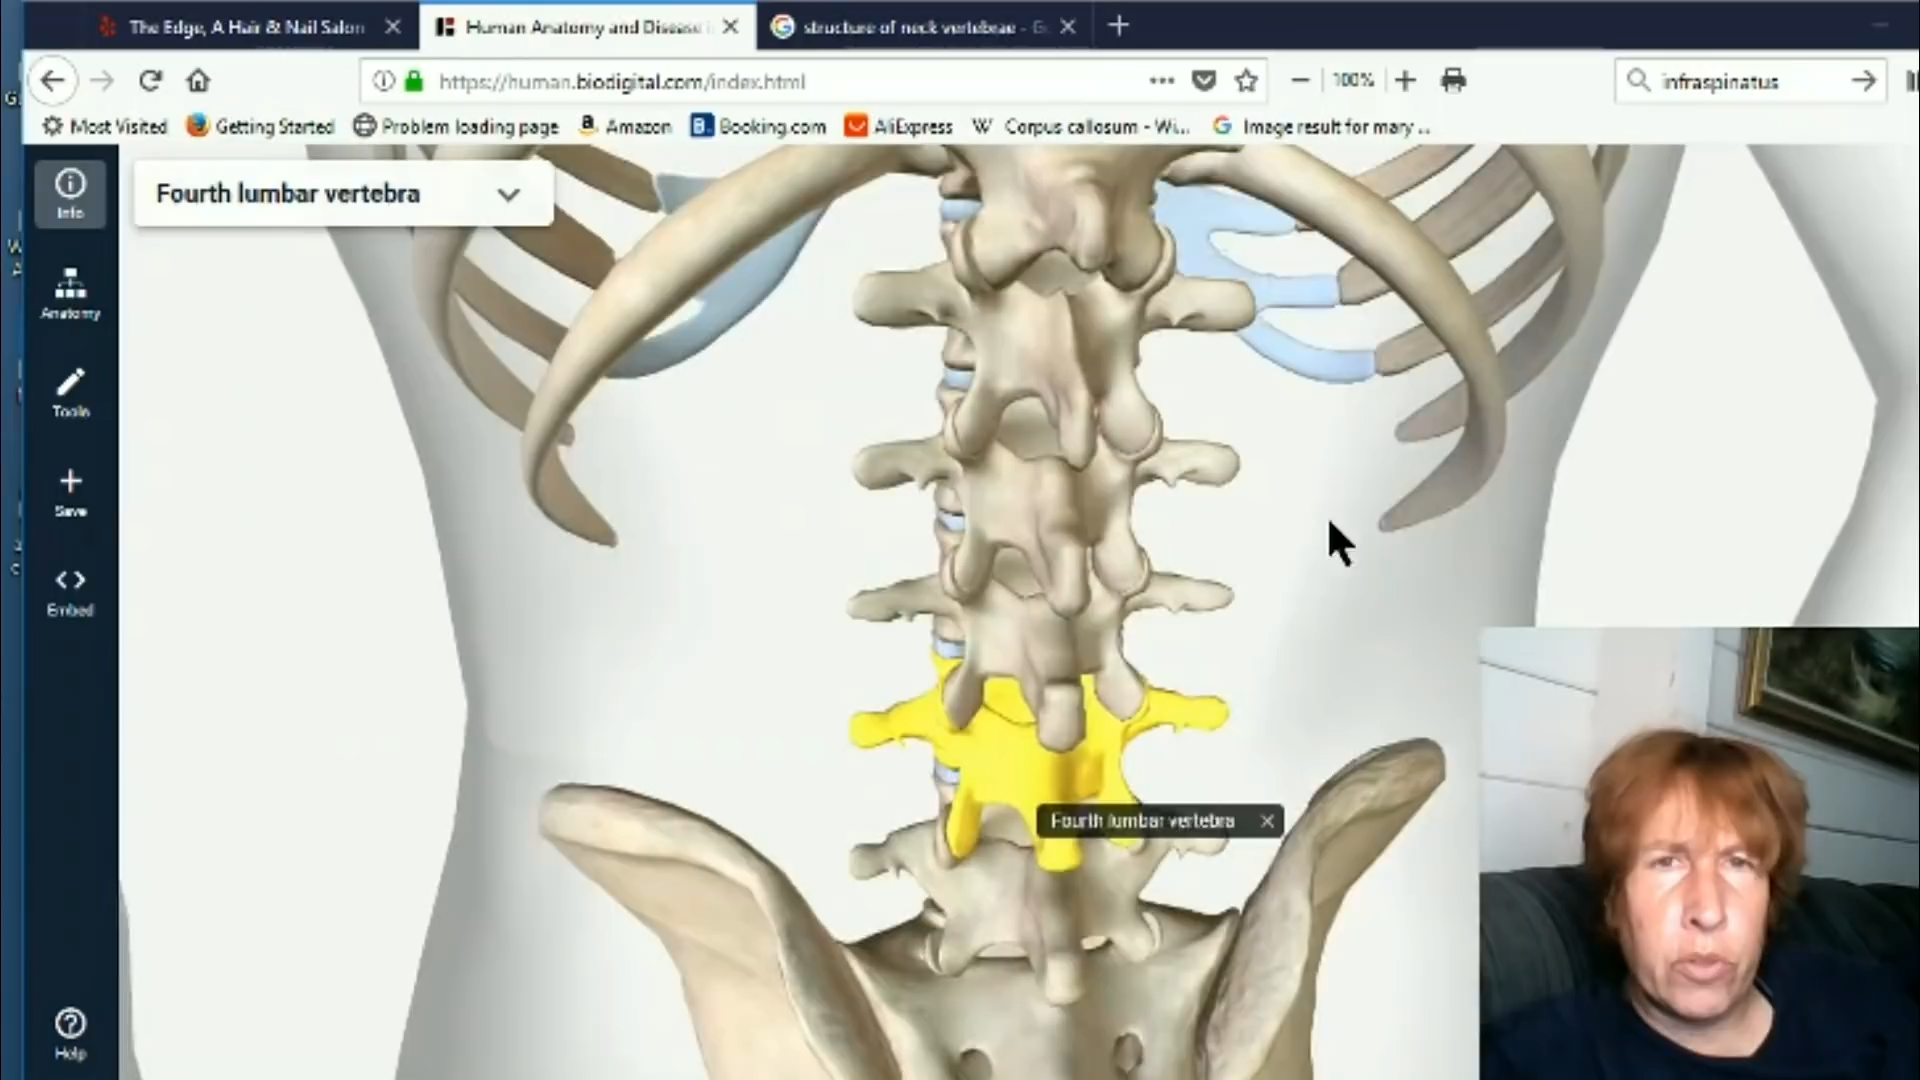 The Edge, A Hair & Nail Salon
Human Anatomy and Disease i
structure of neck vertebrae - G
https://human.biodigital.com/index.html
100%
infraspinatus
Most Visited
Getting Started
Problem loading page
Amazon
Booking.com
AliExpress
W Corpus callosum - Wi...
Image result for mary ...
Info
Fourth lumbar vertebra
Anatomy
Tools
Save
Embed
Fourth lumbar vertebra
Help